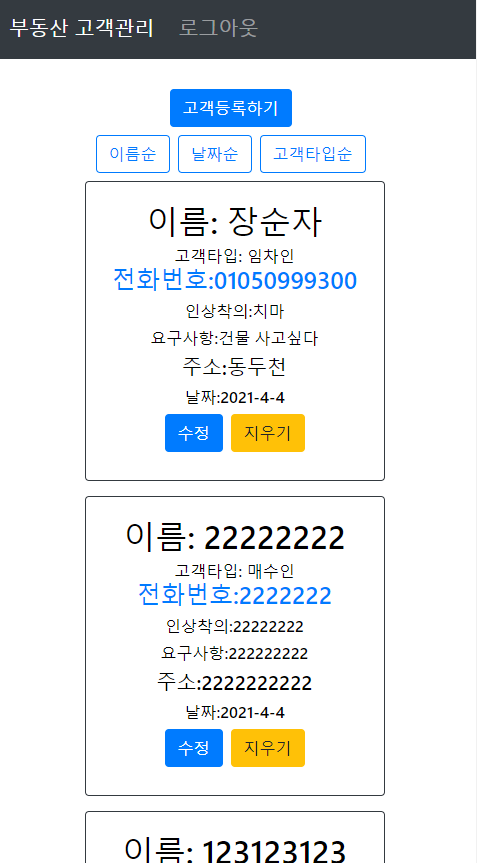 부동산 고객관리 로그아웃
고객등록하기
이름순 날짜순 고객타입순
이름: 장순자
고객타입: 임차인
전화번호:01050999300
인상착의:치마
요구사항:건물 사고싶다
주소:동두천
날짜:2021-4-4
수정 지우기
이름: 22222222
고객타입: 매수인
전화번호:2222222
인상착의:22222222
요구사항:222222222
주소:2222222222
날짜:2021-4-4
수정 지우기
이름: 123123123